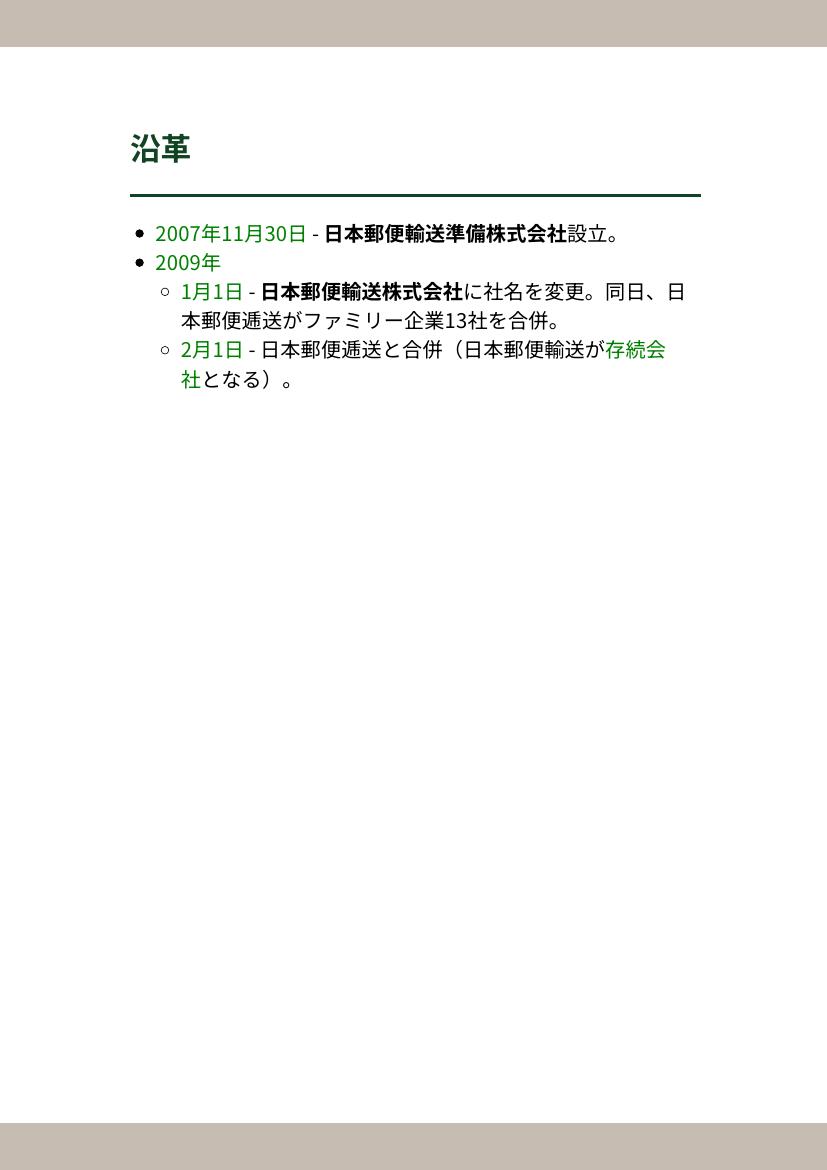 沿革
2007年11月30日 - 日本郵便輸送準備株式会社設立。
2009年
1月1日 - 日本郵便輸送株式会社に社名を変更。同日、日
本郵便逓送がファミリー企業13社を合併。
2月1日 - 日本郵便逓送と合併（日本郵便輸送が存続会
社となる）。